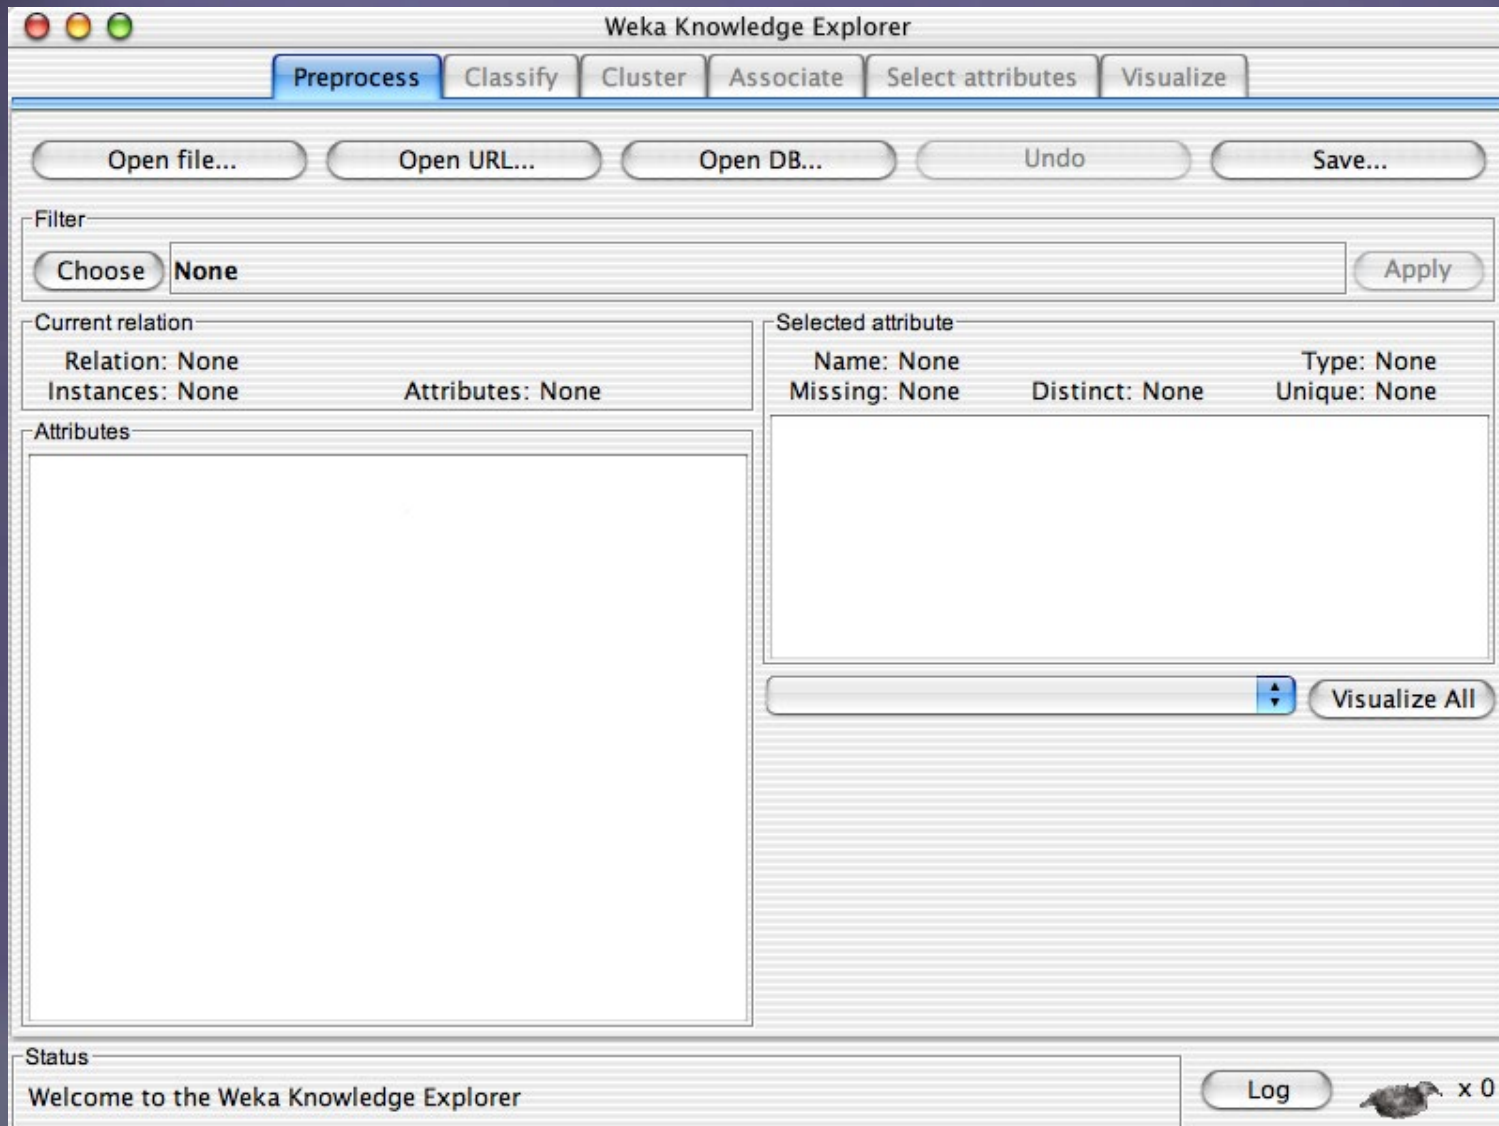 Weka Knowledge Explorer
Preprocess Classify Cluster Associate Select attributes Visualize
Open file... Open URL... Open DB... Undo Save...
Filter
Choose None Apply
Current relation
Relation: None
Instances: None Attributes: None
Selected attribute
Name: None Type: None
Missing: None Distinct: None Unique: None
Attributes
Visualize All
Status
Welcome to the Weka Knowledge Explorer
Log x 0